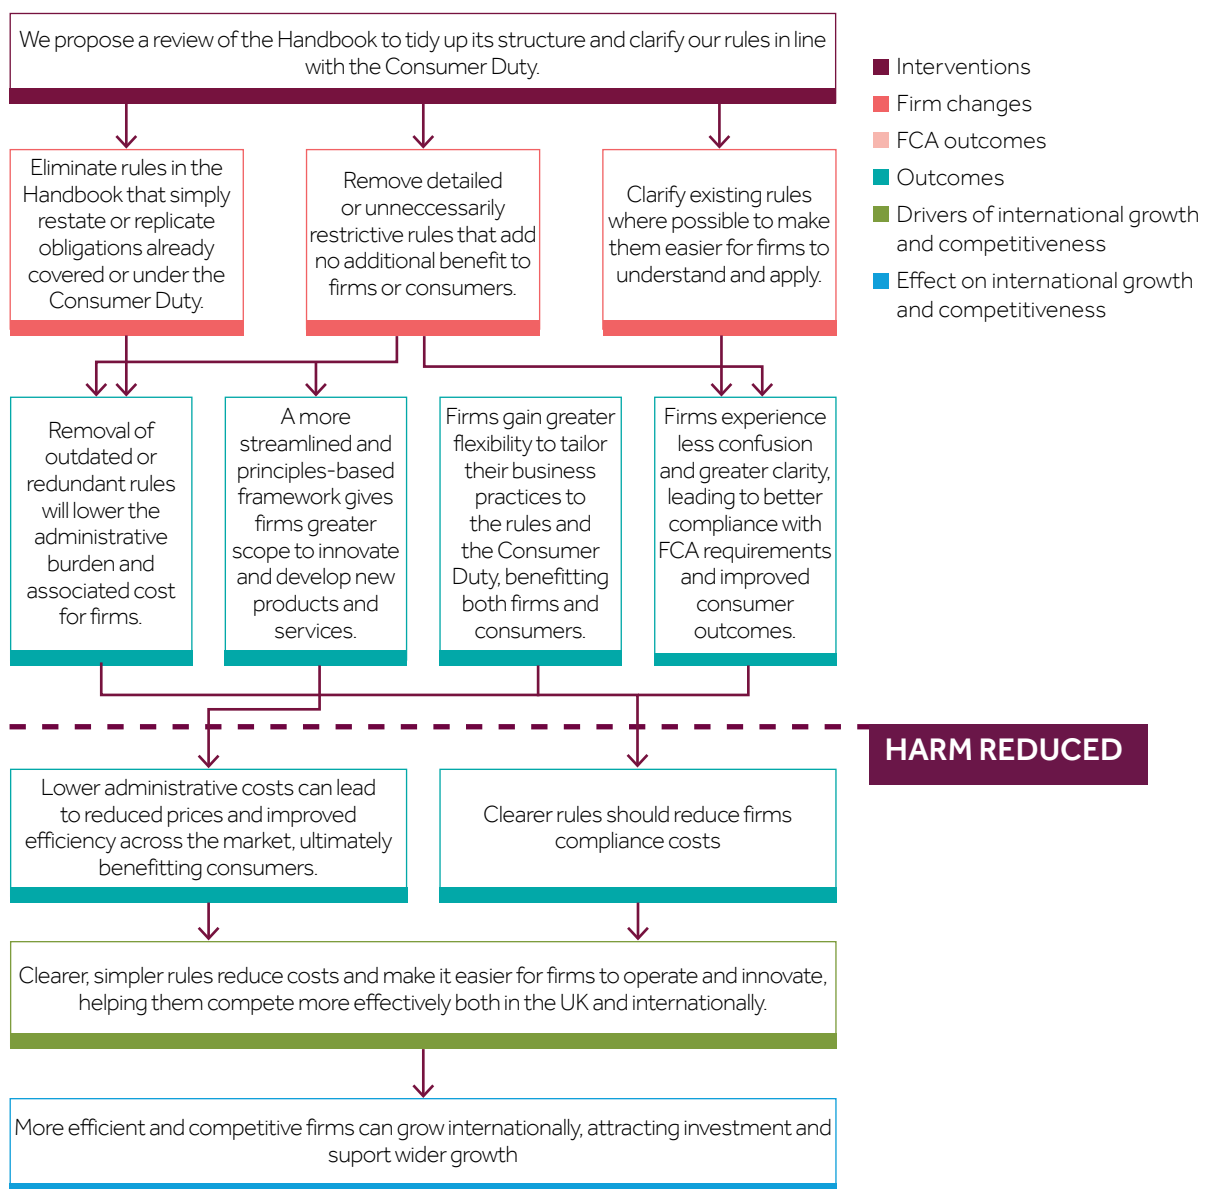 We propose a review of the Handbook to tidy up its structure and clarify our rules in line
with the Consumer Duty.
Interventions
Firm changes
FCA outcomes
Outcomes
Drivers of international growth
and competitiveness
Effect on international growth
and competitiveness
Eliminate rules in the
Handbook that simply
restate or replicate
obligations already
covered or under the
Consumer Duty.
Remove detailed
or unneccessarily
restrictive rules that add
no additional benefit to
firms or consumers.
Clarify existing rules
where possible to make
them easier for firms to
understand and apply.
Removal of
outdated or
redundant rules
will lower the
administrative
burden and
associated cost
for firms.
A more
streamlined and
principles-based
framework gives
firms greater
scope to innovate
and develop new
products and
services.
Firms gain greater
flexibility to tailor
their business
practices to
the rules and
the Consumer
Duty, benefitting
both firms and
consumers.
Firms experience
less confusion
and greater clarity,
leading to better
compliance with
FCA requirements
and improved
consumer
outcomes.
HARM REDUCED
Lower administrative costs can lead
to reduced prices and improved
efficiency across the market, ultimately
benefitting consumers.
Clearer rules should reduce firms
compliance costs
Clearer, simpler rules reduce costs and make it easier for firms to operate and innovate,
helping them compete more effectively both in the UK and internationally.
More efficient and competitive firms can grow internationally, attracting investment and
suport wider growth